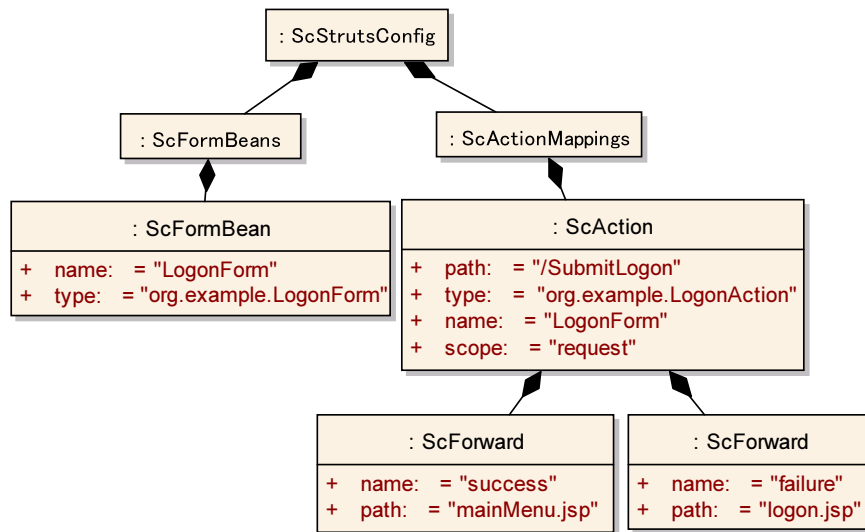 : ScStrutsConfig
: ScFormBeans
: ScActionMappings
: ScFormBean
+ name: = "LogonForm"
+ type: = "org.example.LogonForm"
: ScAction
+ path: = "/SubmitLogon"
+ type: = "org.example.LogonAction"
+ name: = "LogonForm"
+ scope: = "request"
: ScForward
+ name: = "success"
+ path: = "mainMenu.jsp"
: ScForward
+ name: = "failure"
+ path: = "logon.jsp"